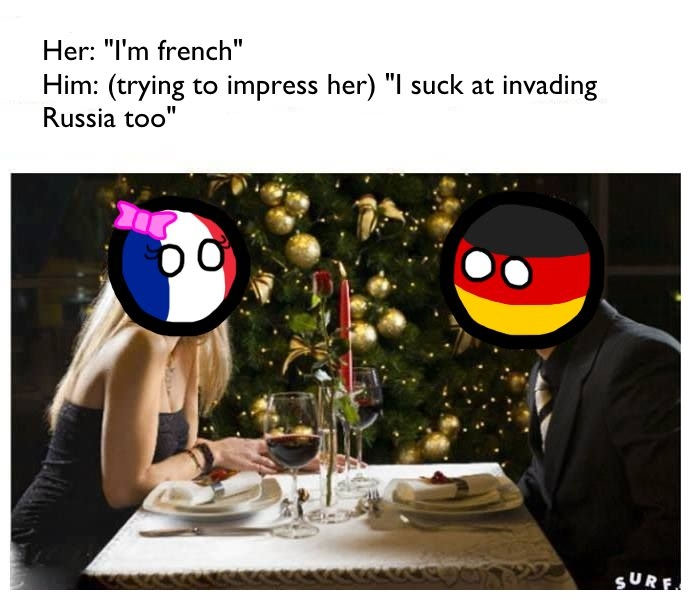 Her: "I'm french"
Him: (trying to impress her) "I suck at invading
Russia too"
SURF.